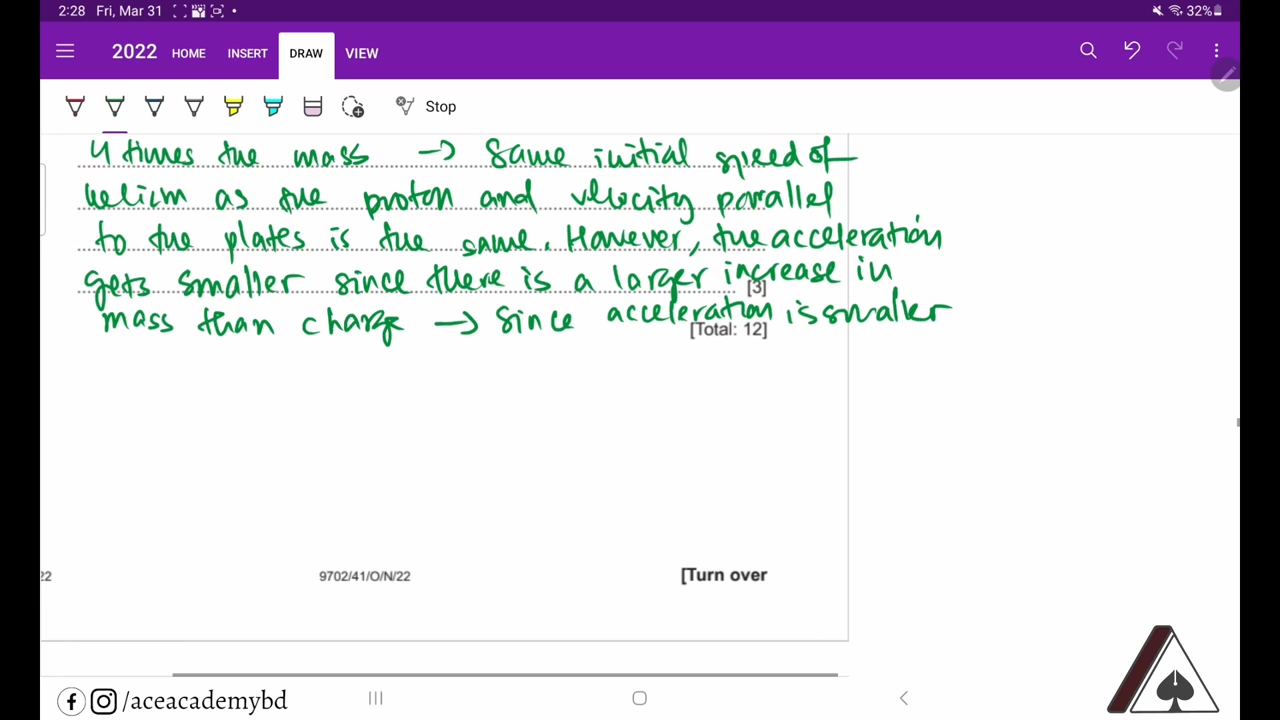 2:28 Fri, Mar 31
32%
2022 HOME INSERT DRAW VIEW
Stop
4 times the mass → Same initial speed of
helium as the proton and velocity parallel
to the plates is the same. However, the acceleration
gets smaller since there is a larger increase in
[3]
mass than charge → since acceleration is smaller
[Total: 12]
22
9702/41/O/N/22
[Turn over
/aceacademybd